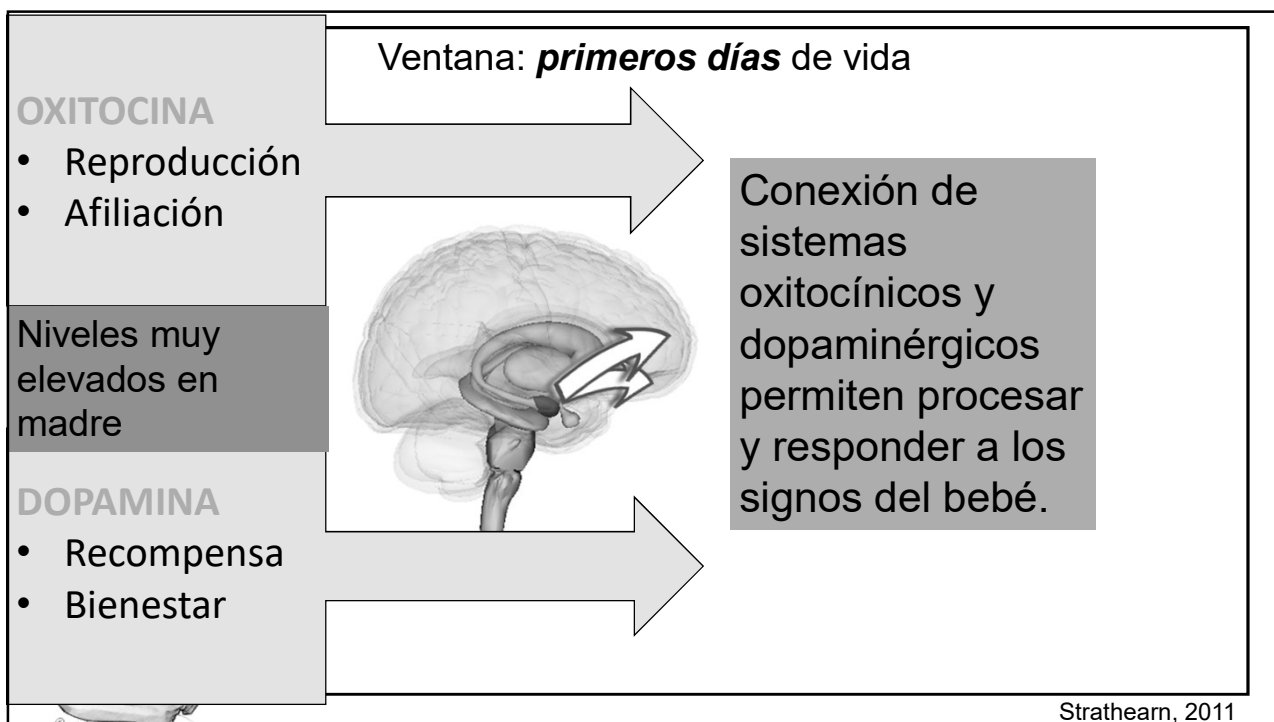 Ventana: primeros días de vida
OXITOCINA
• Reproducción
• Afiliación
Niveles muy
elevados en
madre
DOPAMINA
• Recompensa
• Bienestar
Conexión de
sistemas
oxitocínicos y
dopaminérgicos
permiten procesar
y responder a los
signos del bebé.
Strathearn, 2011